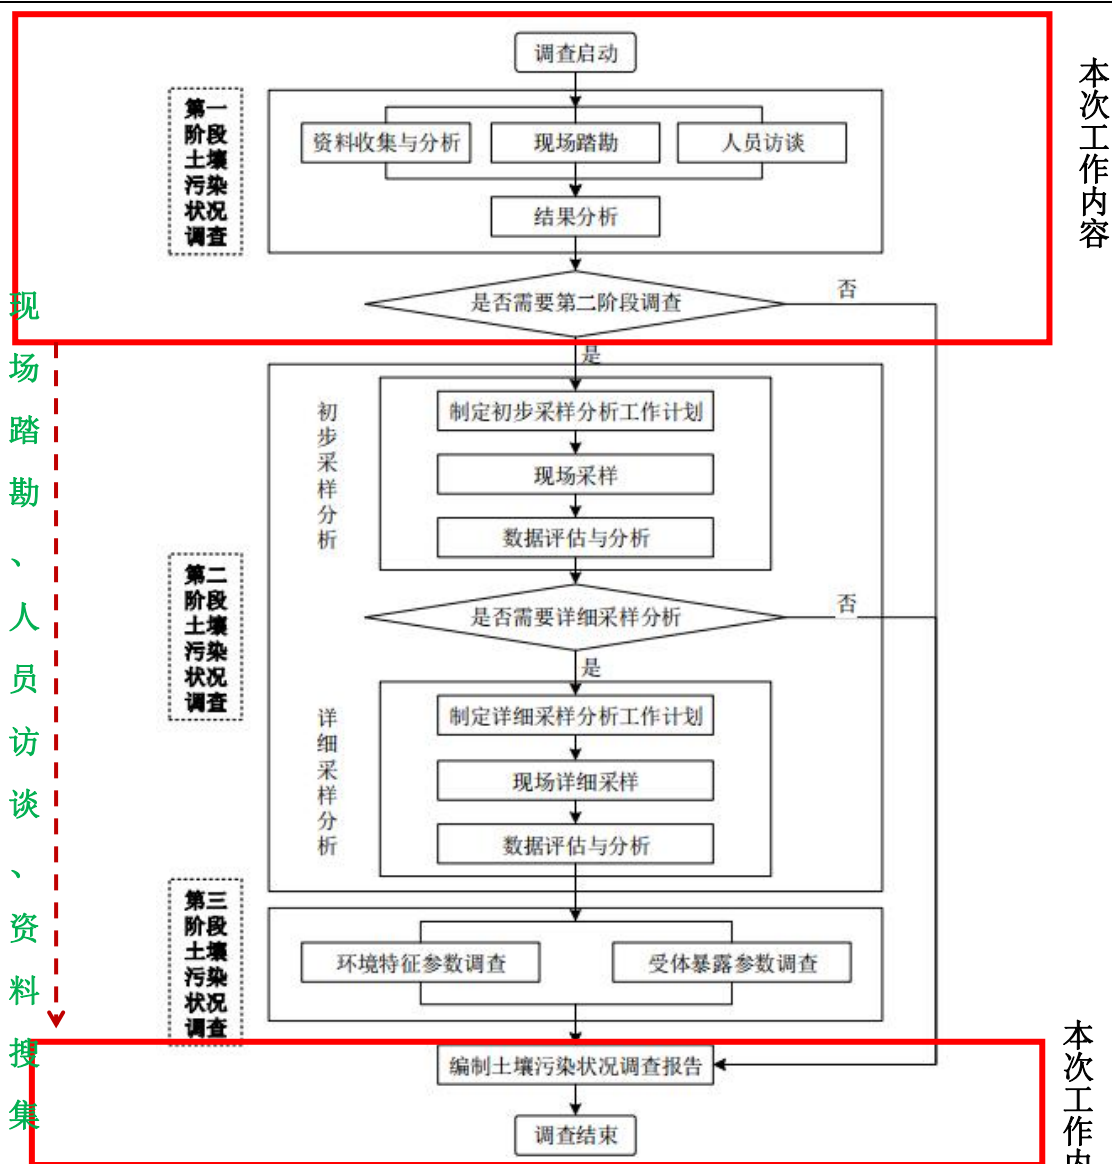 调查启动
本次工作内容
第一阶段土壤污染状况调查
资料收集与分析
现场踏勘
人员访谈
结果分析
是否需要第二阶段调查
否
是
现场踏勘、人员访谈、资料搜集
初步采样分析
制定初步采样分析工作计划
现场采样
数据评估与分析
第二阶段土壤污染状况调查
是否需要详细采样分析
否
是
详细采样分析
制定详细采样分析工作计划
现场详细采样
数据评估与分析
第三阶段土壤污染状况调查
环境特征参数调查
受体暴露参数调查
编制土壤污染状况调查报告
调查结束
本次工作内